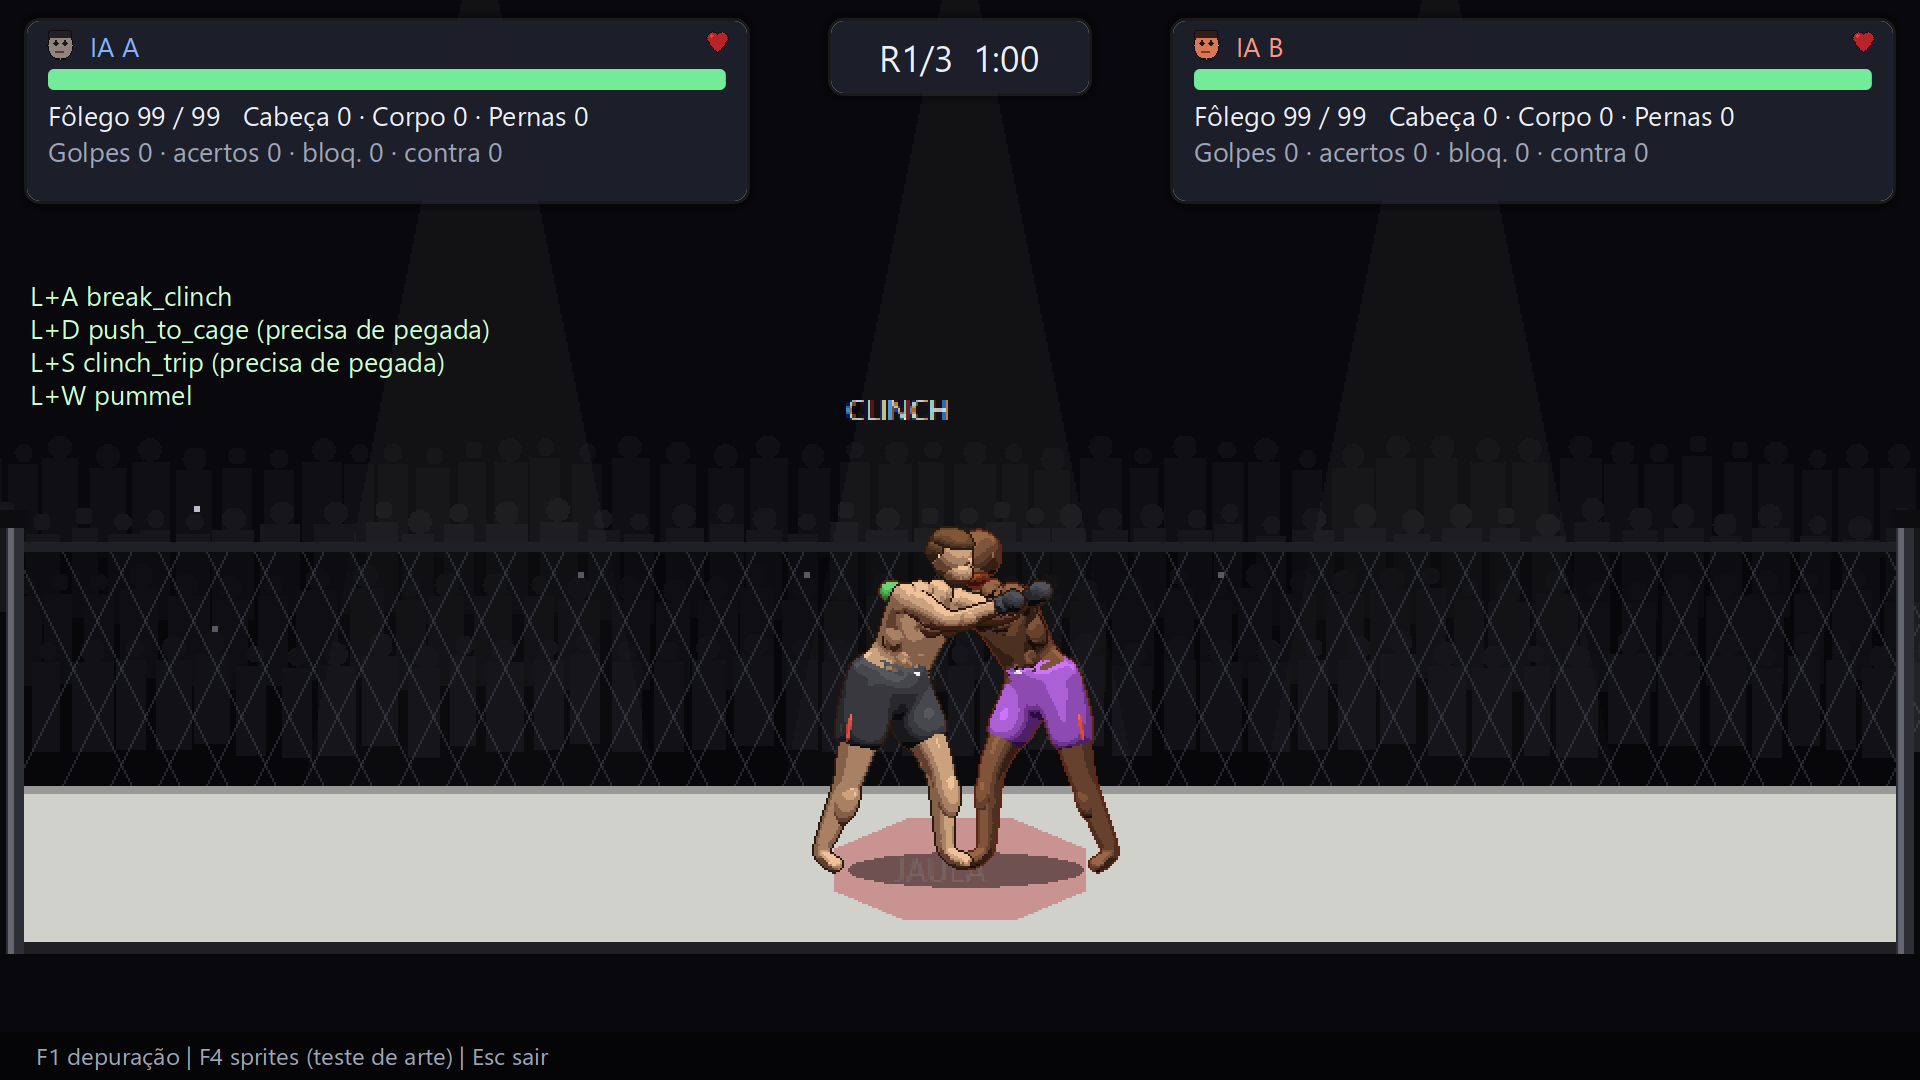 IA A
Fôlego 99 / 99   Cabeça 0 · Corpo 0 · Pernas 0
Golpes 0 · acertos 0 · bloq. 0 · contra 0
R1/3  1:00
IA B
Fôlego 99 / 99   Cabeça 0 · Corpo 0 · Pernas 0
Golpes 0 · acertos 0 · bloq. 0 · contra 0
L+A break_clinch
L+D push_to_cage (precisa de pegada)
L+S clinch_trip (precisa de pegada)
L+W pummel
CLINCH
JAULA
F1 depuração | F4 sprites (teste de arte) | Esc sair